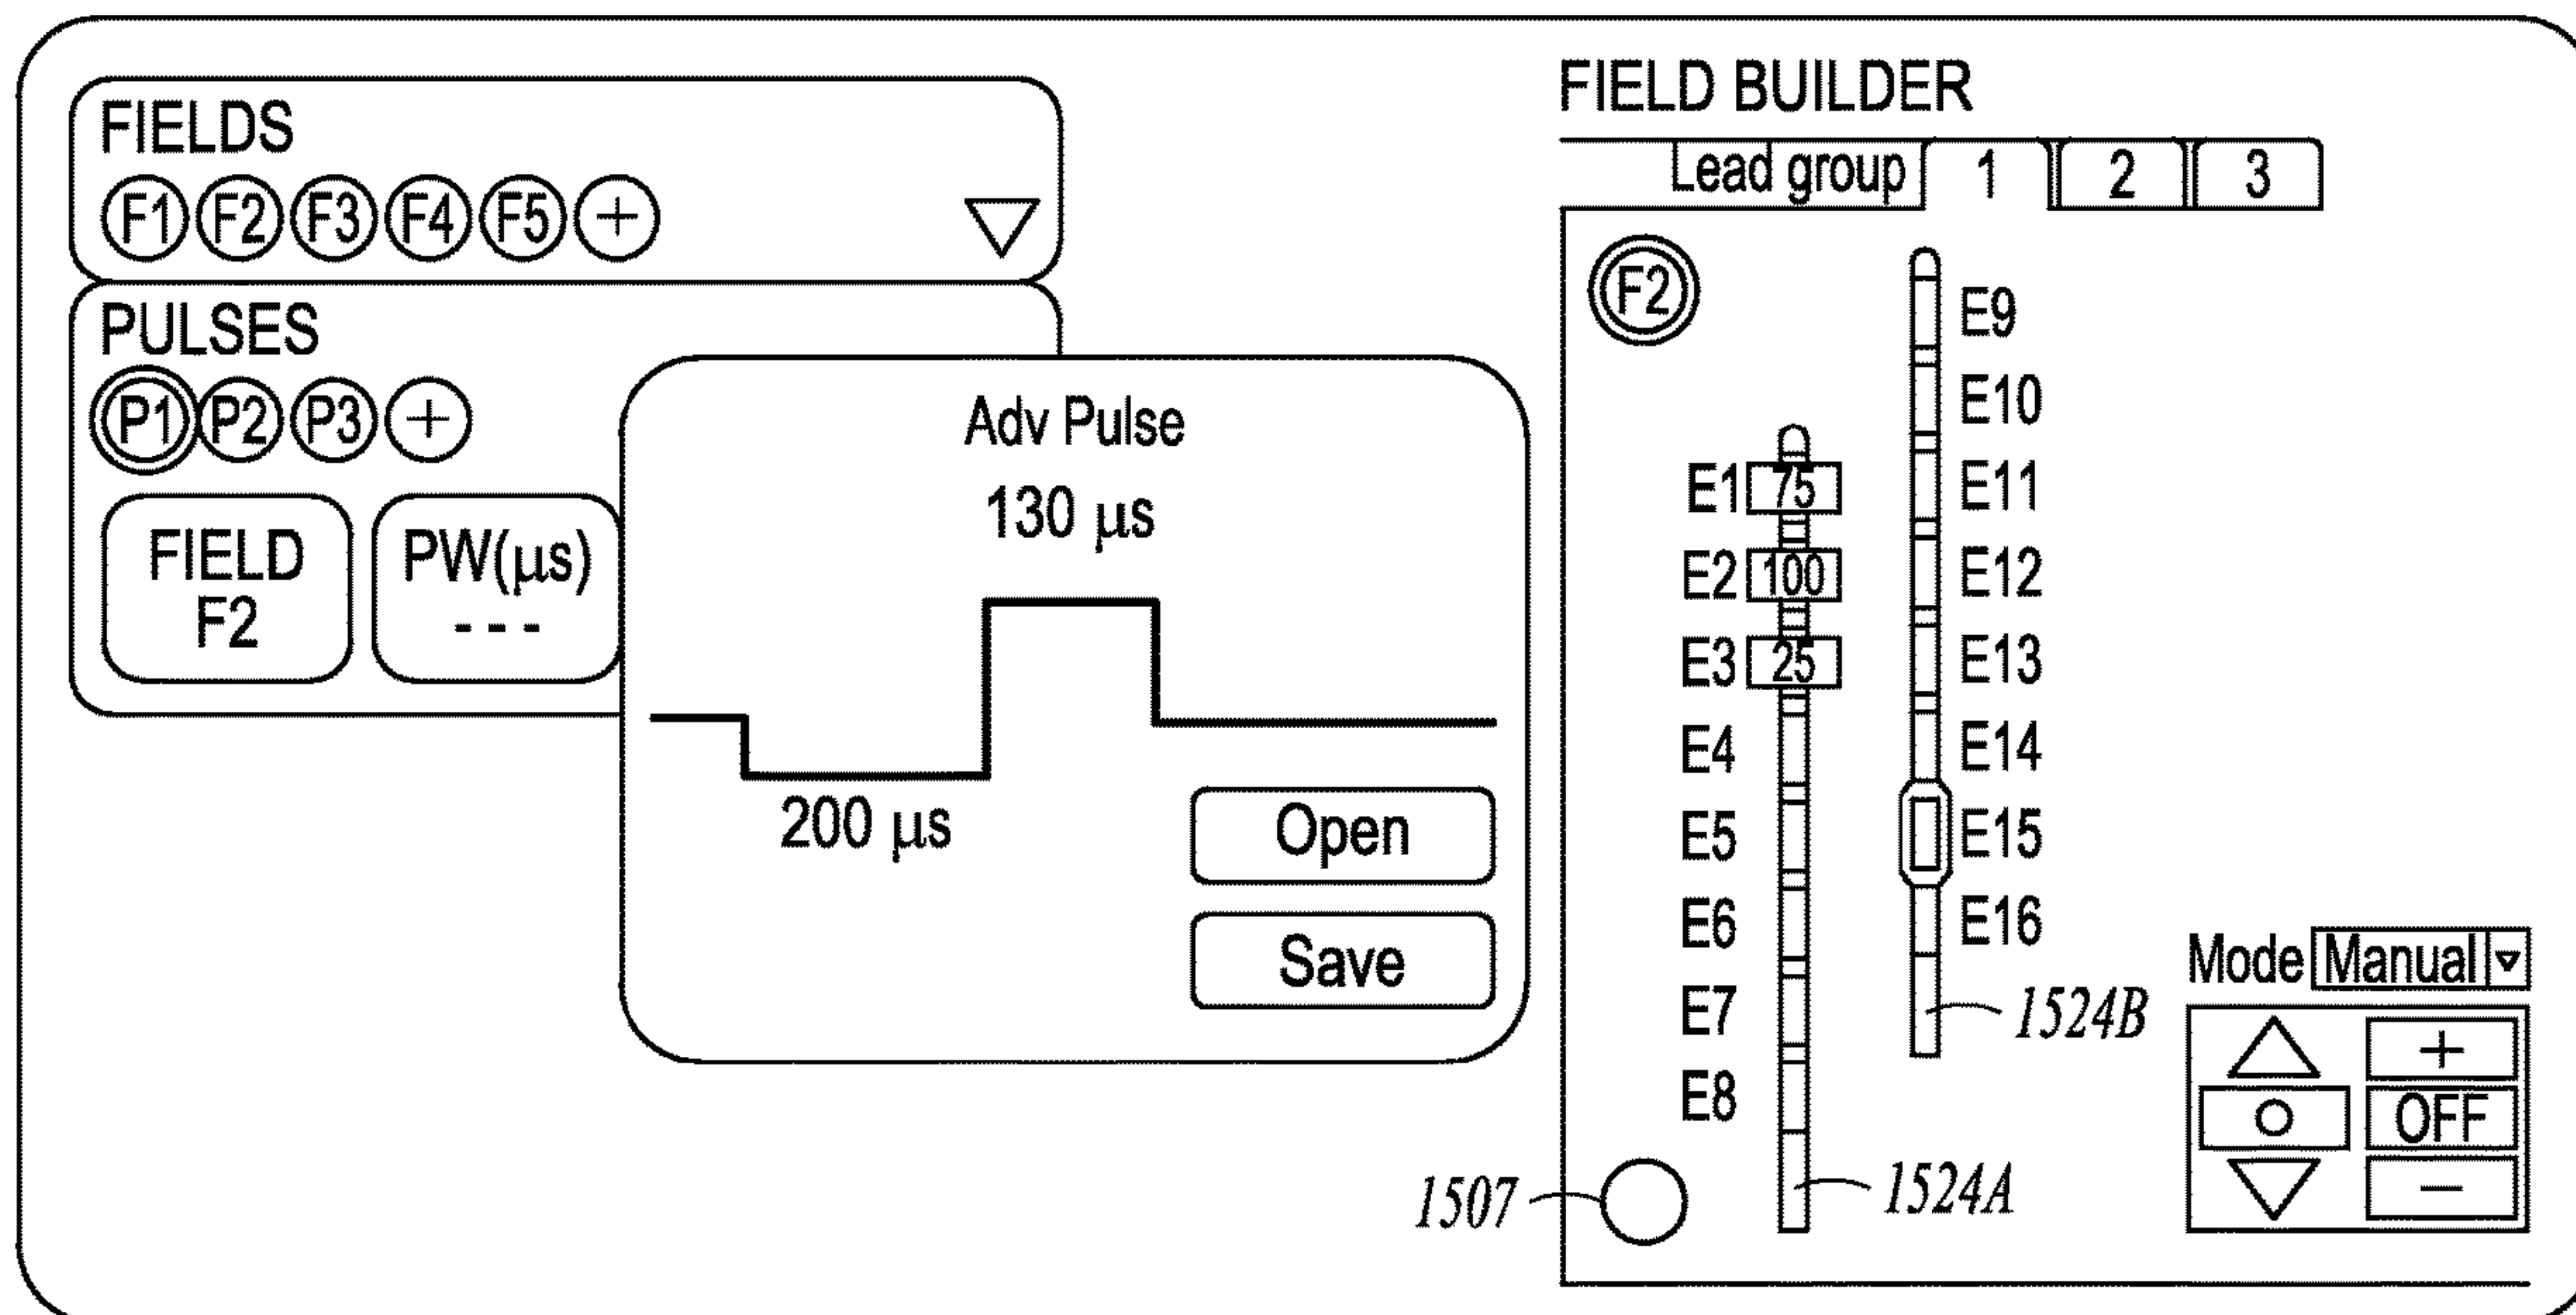 FIELDS
F1 F2 F3 F4 F5 +
PULSES
P1 P2 P3 +
FIELD
F2
PW(µs)
---
Adv Pulse
130 µs
200 µs
Open
Save
FIELD BUILDER
Lead group 1 2 3
F2
E1 75
E2 100
E3 25
E4
E5
E6
E7
E8
E9
E10
E11
E12
E13
E14
E15
E16
1507
1524A
1524B
Mode Manual
+
OFF
−